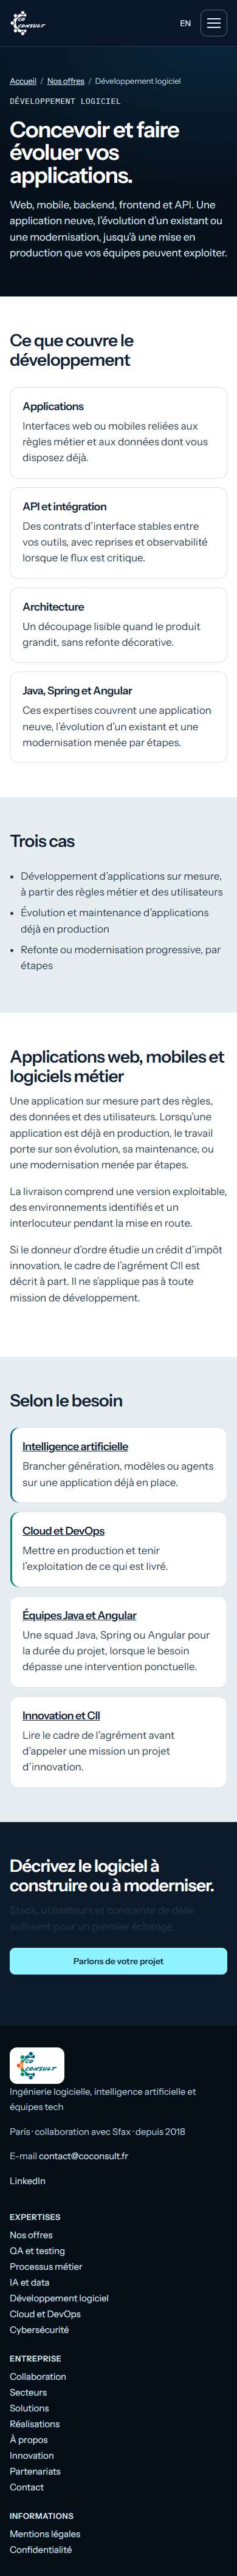 CO
CONSULT
EN
Accueil / Nos offres / Développement logiciel
DÉVELOPPEMENT LOGICIEL
Concevoir et faire
évoluer vos
applications.
Web, mobile, backend, frontend et API. Une
application neuve, l’évolution d’un existant ou
une modernisation, jusqu’à une mise en
production que vos équipes peuvent exploiter.
Ce que couvre le
développement
Applications
Interfaces web ou mobiles reliées aux
règles métier et aux données dont vous
disposez déjà.
API et intégration
Des contrats d’interface stables entre
vos outils, avec reprises et observabilité
lorsque le flux est critique.
Architecture
Un découpage lisible quand le produit
grandit, sans refonte décorative.
Java, Spring et Angular
Ces expertises couvrent une application
neuve, l’évolution d’un existant et une
modernisation menée par étapes.
Trois cas
• Développement d’applications sur mesure,
à partir des règles métier et des utilisateurs
• Évolution et maintenance d’applications
déjà en production
• Refonte ou modernisation progressive, par
étapes
Applications web, mobiles et
logiciels métier
Une application sur mesure part des règles,
des données et des utilisateurs. Lorsqu’une
application est déjà en production, le travail
porte sur son évolution, sa maintenance, ou
une modernisation menée par étapes.
La livraison comprend une version exploitable,
des environnements identifiés et un
interlocuteur pendant la mise en route.
Si le donneur d’ordre étudie un crédit d’impôt
innovation, le cadre de l’agrément CII est
décrit à part. Il ne s’applique pas à toute
mission de développement.
Selon le besoin
Intelligence artificielle
Brancher génération, modèles ou agents
sur une application déjà en place.
Cloud et DevOps
Mettre en production et tenir
l’exploitation de ce qui est livré.
Équipes Java et Angular
Une squad Java, Spring ou Angular pour
la durée du projet, lorsque le besoin
dépasse une intervention ponctuelle.
Innovation et CII
Lire le cadre de l’agrément avant
d’appeler une mission un projet
d’innovation.
Décrivez le logiciel à
construire ou à moderniser.
Stack, utilisateurs et contrainte de délai
suffisent pour un premier échange.
Parlons de votre projet
CO
CONSULT
Ingénierie logicielle, intelligence artificielle et
équipes tech
Paris · collaboration avec Sfax · depuis 2018
E-mail contact@coconsult.fr
LinkedIn
EXPERTISES
Nos offres
QA et testing
Processus métier
IA et data
Développement logiciel
Cloud et DevOps
Cybersécurité
ENTREPRISE
Collaboration
Secteurs
Solutions
Réalisations
À propos
Innovation
Partenariats
Contact
INFORMATIONS
Mentions légales
Confidentialité